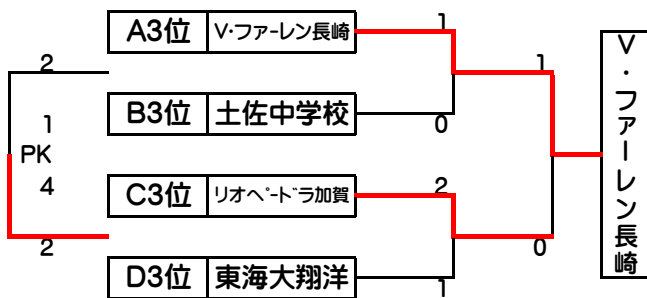 A3位 V・ファーレン長崎 1
2 1
B3位 土佐中学校 0
1
PK
4
C3位 リオペードラ加賀 2
2 0
D3位 東海大翔洋 1
V・ファーレン長崎